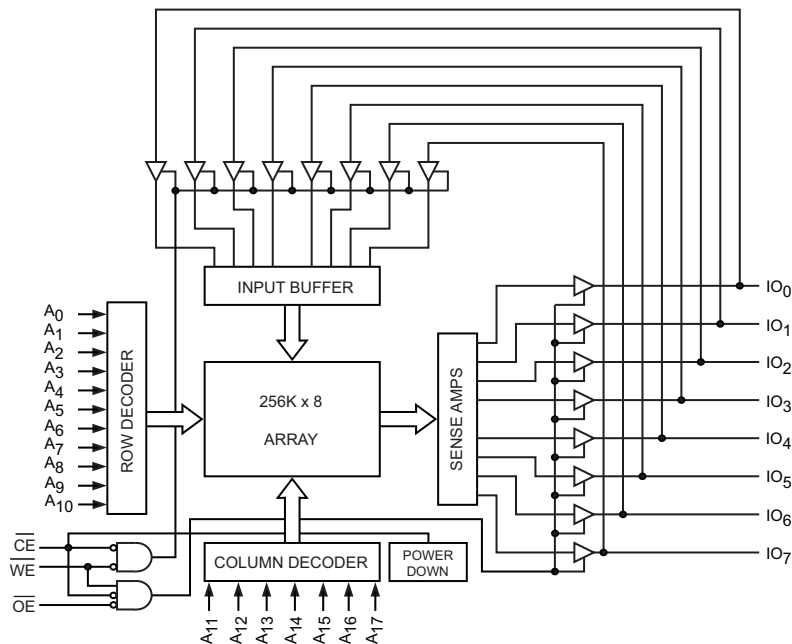 INPUT BUFFER
IO0
A0
A1
IO1
A2
A3
256K x 8
ARRAY
IO2
A4
A5
ROW DECODER
SENSE AMPS
IO3
A6
A7
IO4
A8
A9
IO5
A10
IO6
CE
WE
OE
COLUMN DECODER
POWER
DOWN
IO7
A11
A12
A13
A14
A15
A16
A17